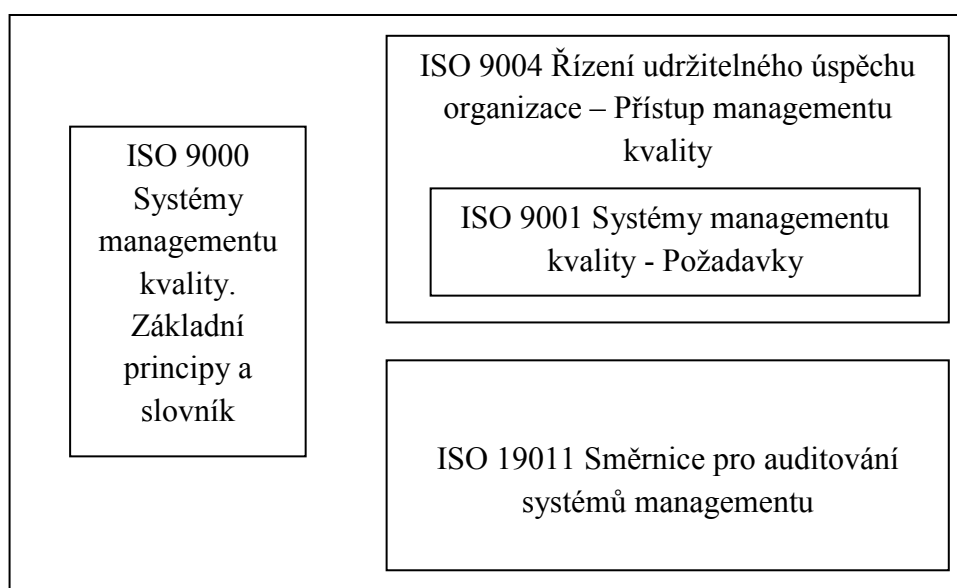 ISO 9000
Systémy
managementu
kvality.
Základní
principy a
slovník
ISO 9004 Řízení udržitelného úspěchu
organizace – Přístup managementu
kvality
ISO 9001 Systémy managementu
kvality - Požadavky
ISO 19011 Směrnice pro auditování
systémů managementu